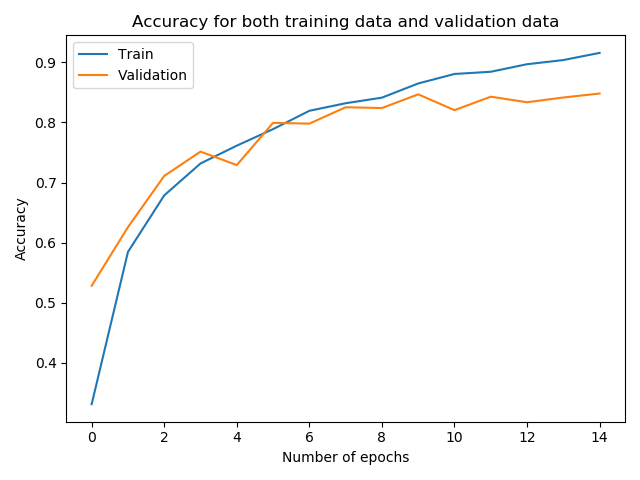 Accuracy for both training data and validation data
Train
Validation
0.9
0.8
0.7
0.6
0.5
0.4
Accuracy
0 2 4 6 8 10 12 14
Number of epochs